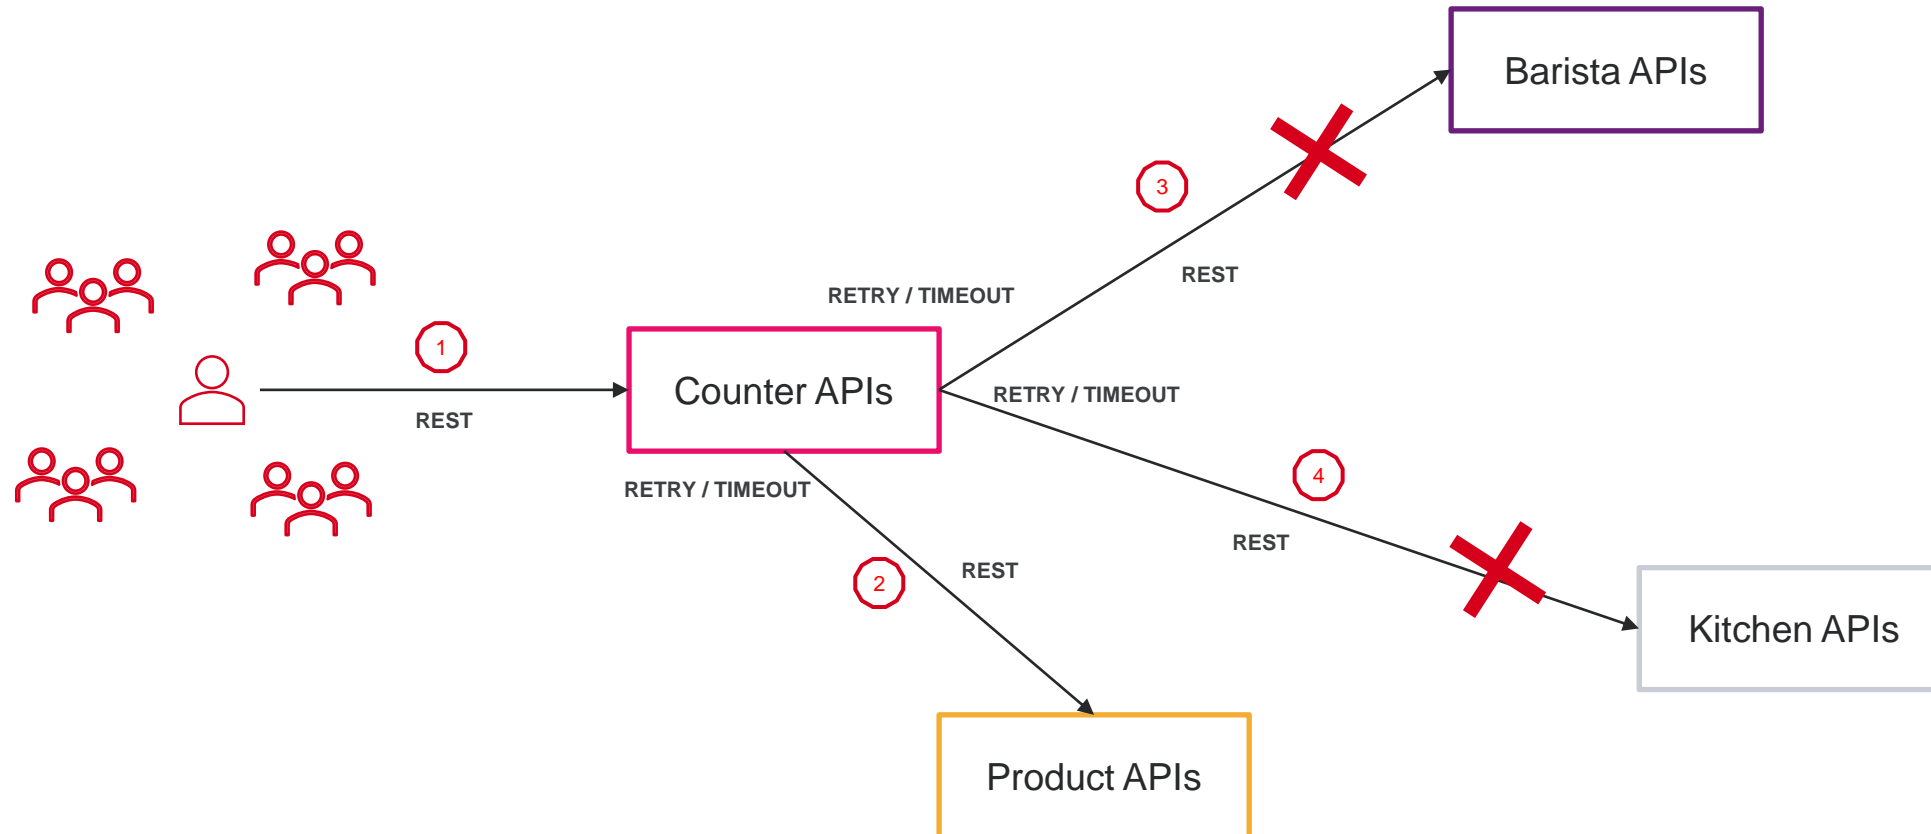 Barista APIs
3
REST
RETRY / TIMEOUT
1
Counter APIs
RETRY / TIMEOUT
REST
4
RETRY / TIMEOUT
REST
REST
2
Kitchen APIs
Product APIs